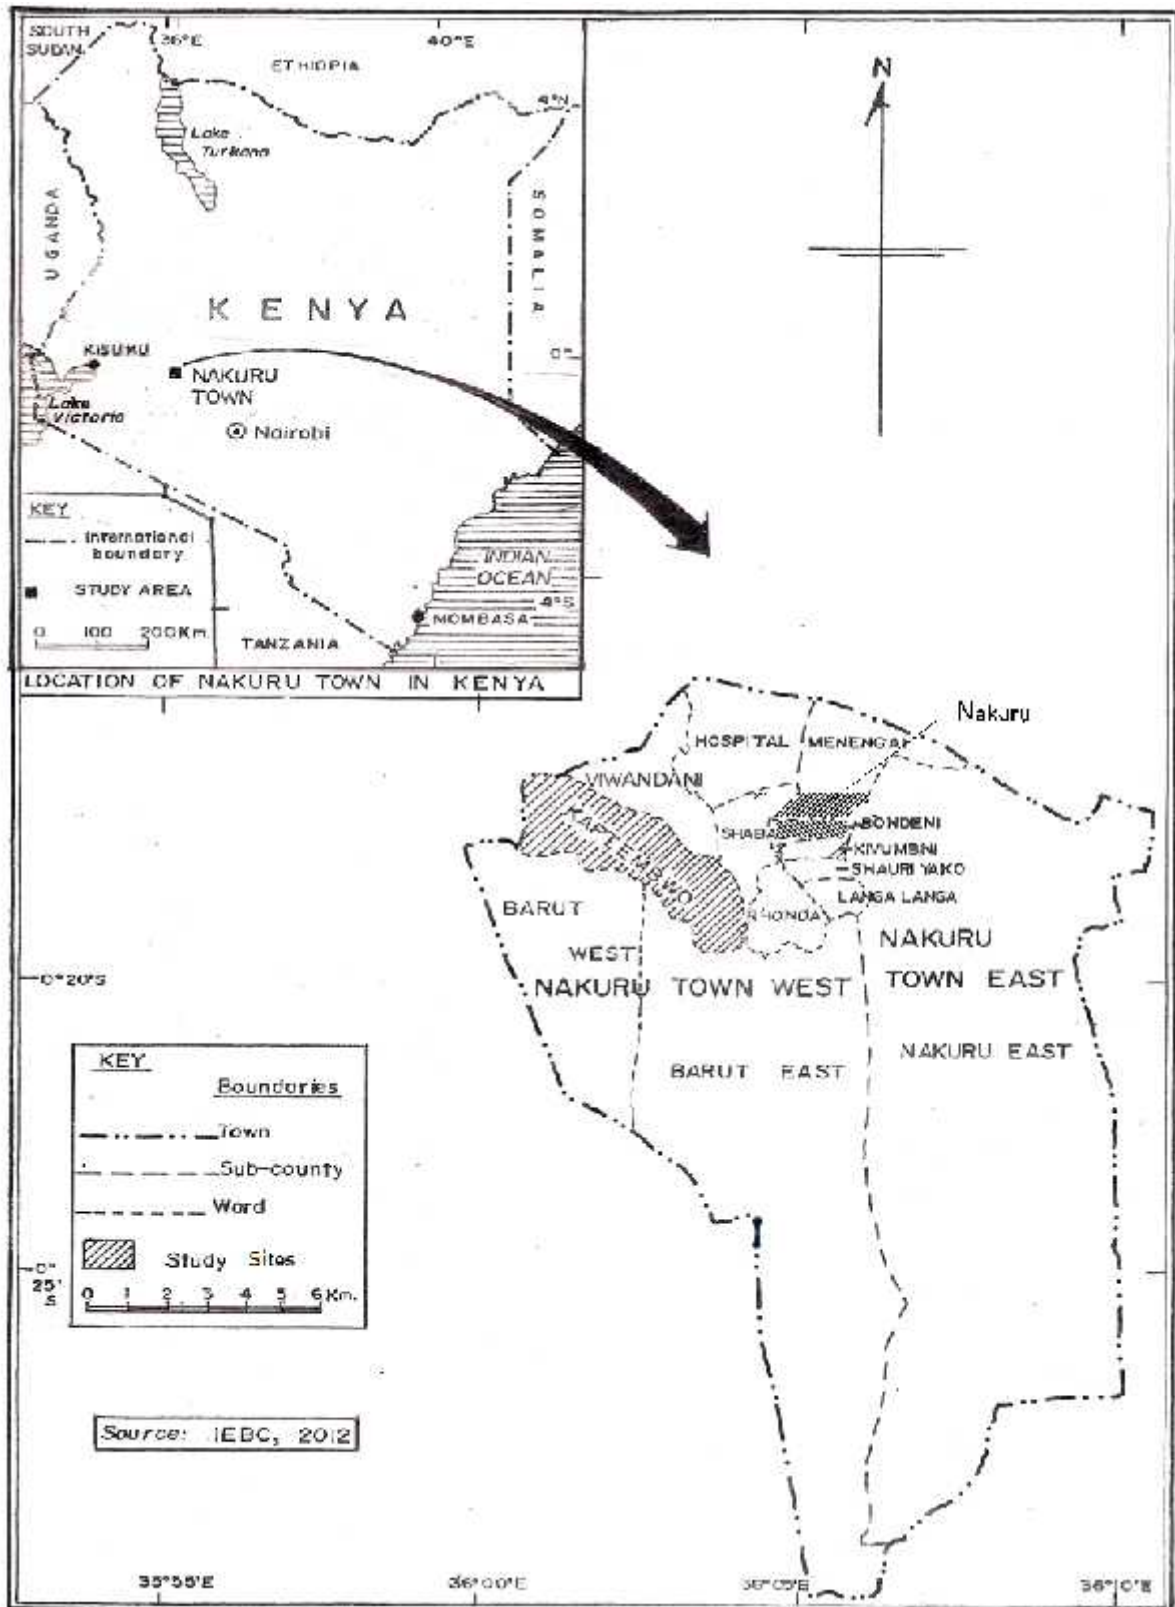 SOUTH
SUDAN
36°E
40°E
ETHIOPIA
4°N
Lake
Turkana
UGANDA
SOMALIA
KENYA
KISUMU
0°
NAKURU
TOWN
Lake
Victoria
Nairobi
KEY
International
boundary
STUDY AREA
0 100 200Km.
INDIAN
OCEAN
4°S
MOMBASA
TANZANIA
LOCATION OF NAKURU TOWN IN KENYA
N
Nakuru
HOSPITAL
MENENGAI
VIWANDANI
KAPTEMBWO
SHABA
BONDENI
KIVUMBINI
SHAURI YAKO
LANGA LANGA
RHONDA
BARUT
WEST
NAKURU TOWN WEST
NAKURU
TOWN EAST
BARUT EAST
NAKURU EAST
0°20'S
KEY
Boundaries
Town
Sub-county
Ward
Study Sites
0 1 2 3 4 5 6 Km.
0°
25'
S
Source: IEBC, 2012
35°55'E
36°00'E
36°05'E
36°10'E